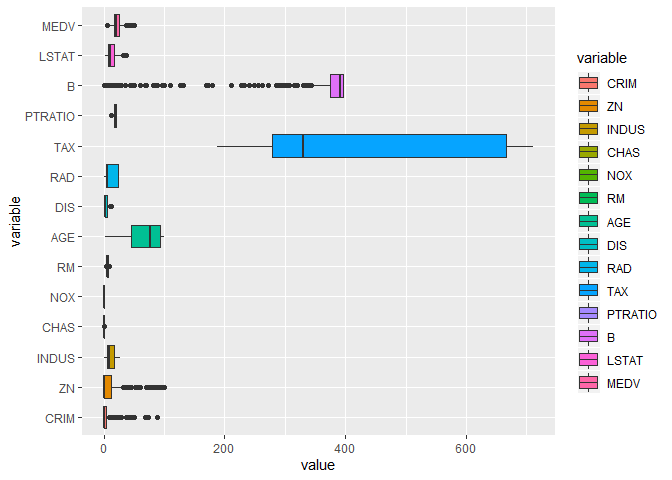 MEDV
LSTAT
B
PTRATIO
TAX
RAD
DIS
AGE
RM
NOX
CHAS
INDUS
ZN
CRIM
variable
0
200
400
600
value
variable
CRIM
ZN
INDUS
CHAS
NOX
RM
AGE
DIS
RAD
TAX
PTRATIO
B
LSTAT
MEDV